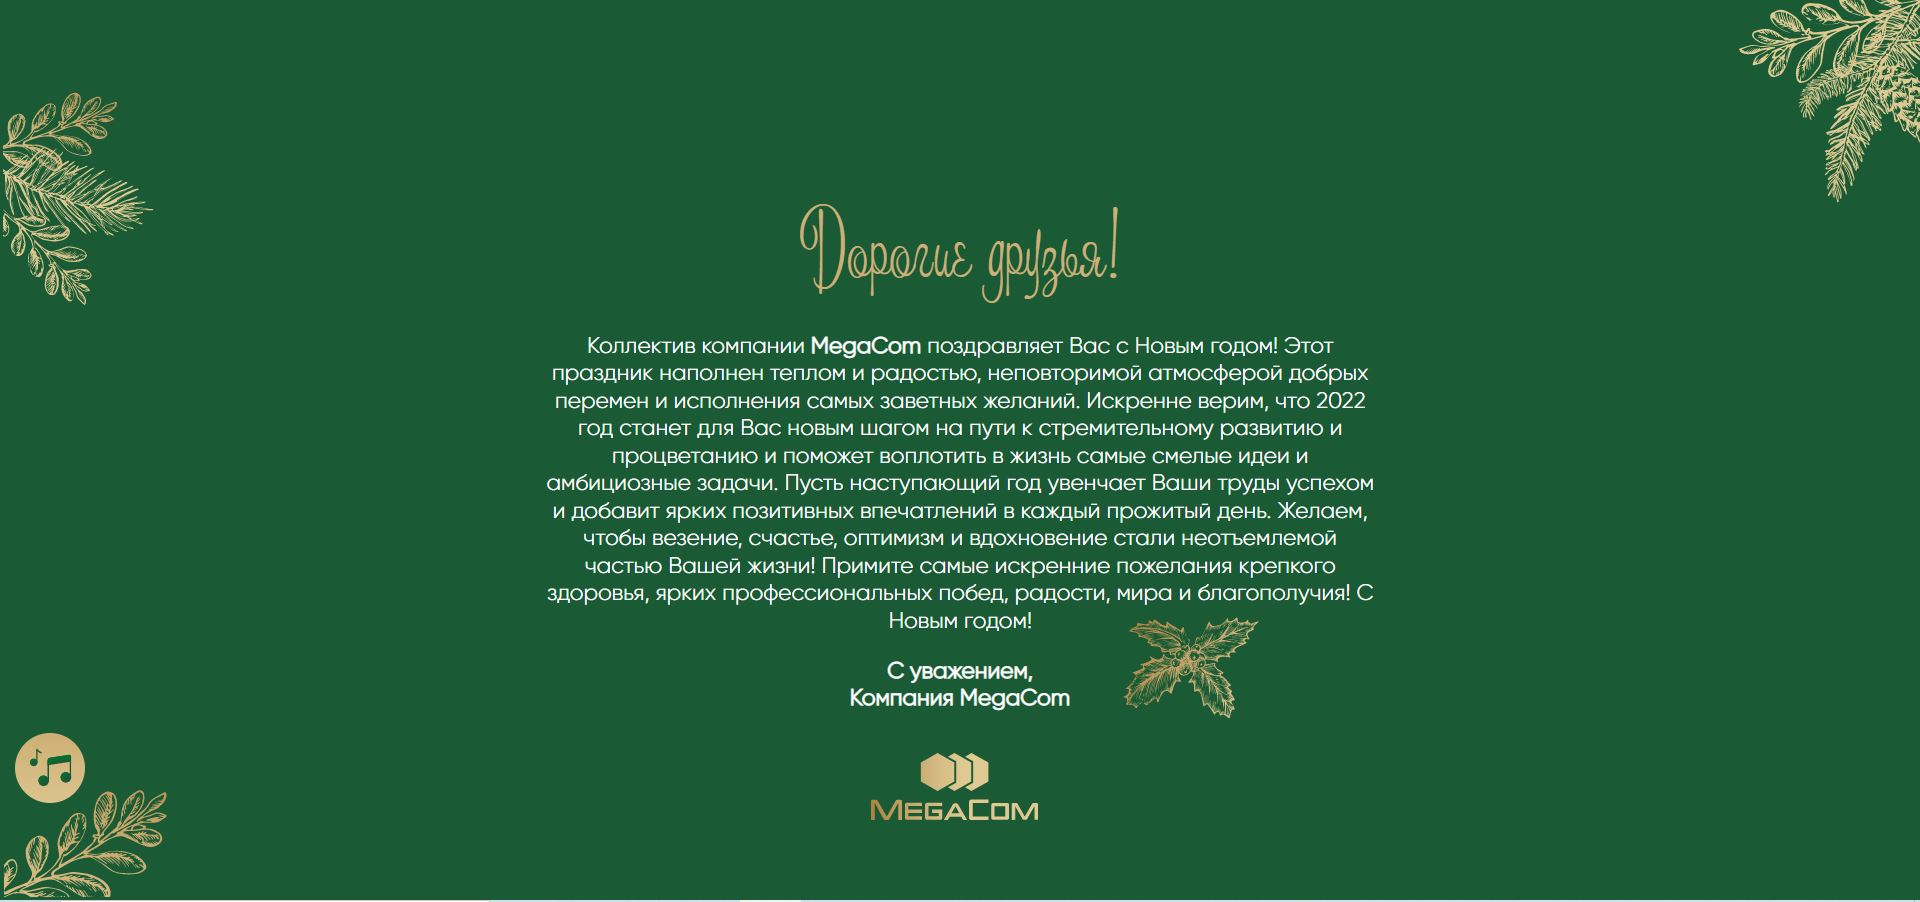 Дорогие друзья!
Коллектив компании MegaCom поздравляет Вас с Новым годом! Этот
праздник наполнен теплом и радостью, неповторимой атмосферой добрых
перемен и исполнения самых заветных желаний. Искренне верим, что 2022
год станет для Вас новым шагом на пути к стремительному развитию и
процветанию и поможет воплотить в жизнь самые смелые идеи и
амбициозные задачи. Пусть наступающий год увенчает Ваши труды успехом
и добавит ярких позитивных впечатлений в каждый прожитый день. Желаем,
чтобы везение, счастье, оптимизм и вдохновение стали неотъемлемой
частью Вашей жизни! Примите самые искренние пожелания крепкого
здоровья, ярких профессиональных побед, радости, мира и благополучия! С
Новым годом!
С уважением,
Компания MegaCom
MEGACOM